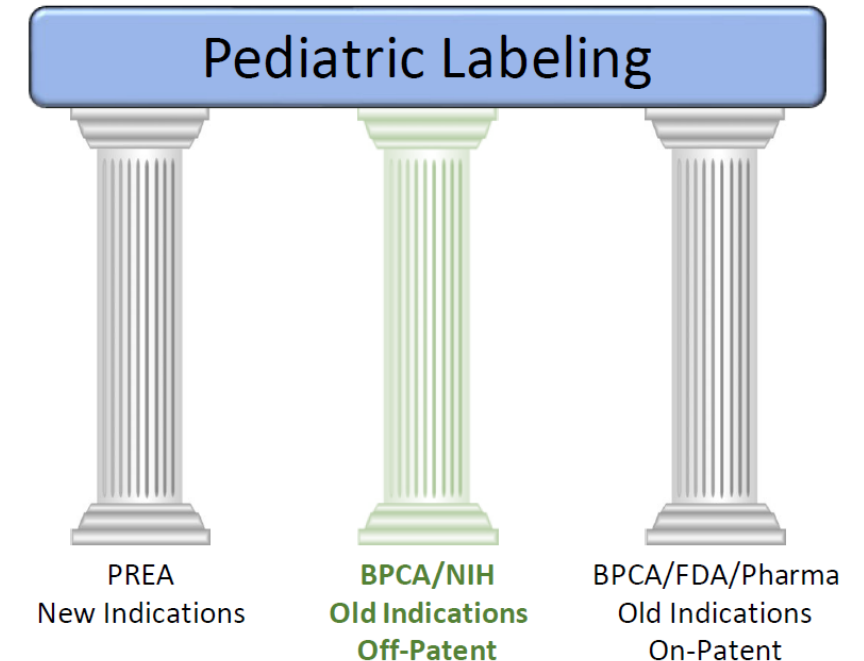 Pediatric Labeling
PREA
New Indications
BPCA/NIH
Old Indications
Off-Patent
BPCA/FDA/Pharma
Old Indications
On-Patent